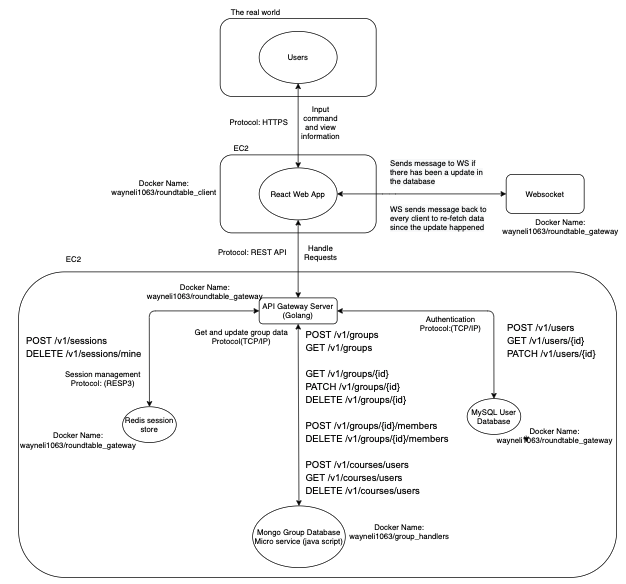 The real world
Users
Protocol: HTTPS
Input
command
and view
information
EC2
Docker Name:
wayneli1063/roundtable_client
React Web App
Sends message to WS if
there has been a update in
the database
WS sends message back to
every client to re-fetch data
since the update happened
Websocket
Docker Name:
wayneli1063/roundtable_gateway
Protocol: REST API
Handle
Requests
EC2
Docker Name:
wayneli1063/roundtable_gateway
API Gateway Server
(Golang)
POST /v1/sessions
DELETE /v1/sessions/mine
Session management
Protocol: (RESP3)
Redis session
store
Docker Name:
wayneli1063/roundtable_gateway
Get and update group data
Protocol(TCP/IP)
POST /v1/groups
GET /v1/groups
GET /v1/groups/{id}
PATCH /v1/groups/{id}
DELETE /v1/groups/{id}
POST /v1/groups/{id}/members
DELETE /v1/groups/{id}/members
POST /v1/courses/users
GET /v1/courses/users
DELETE /v1/courses/users
Authentication
Protocol:(TCP/IP)
POST /v1/users
GET /v1/users/{id}
PATCH /v1/users/{id}
MySQL User
Database
Docker Name:
wayneli1063/roundtable_gateway
Mongo Group Database
Micro service (java script)
Docker Name:
wayneli1063/group_handlers